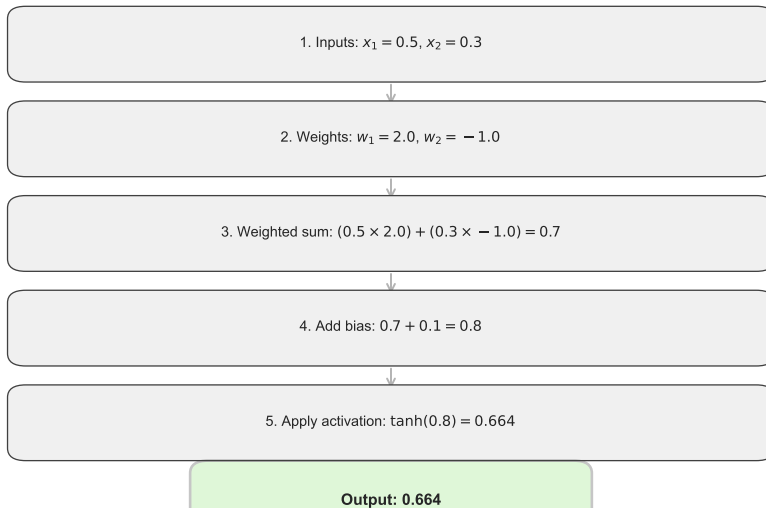 1. Inputs: x₁ = 0.5, x₂ = 0.3
2. Weights: w₁ = 2.0, w₂ = −1.0
3. Weighted sum: (0.5 × 2.0) + (0.3 × −1.0) = 0.7
4. Add bias: 0.7 + 0.1 = 0.8
5. Apply activation: tanh(0.8) = 0.664
Output: 0.664